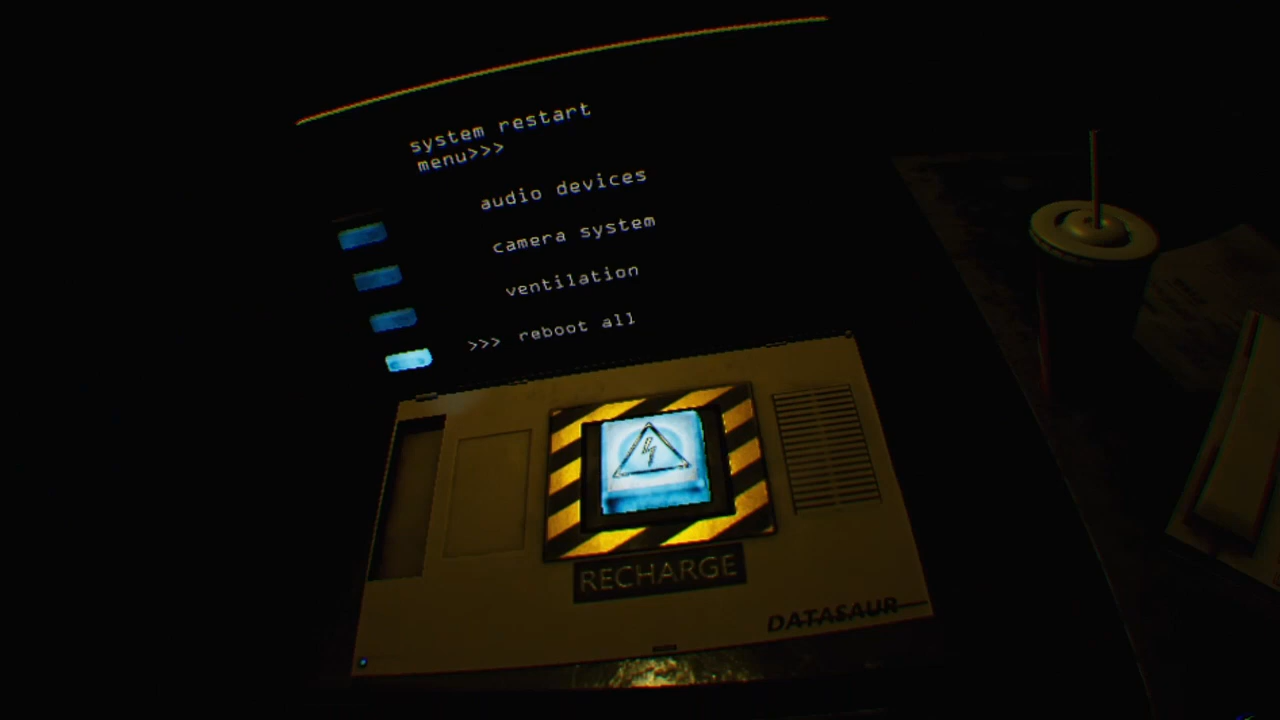 system restart
menu>>>
audio devices
camera system
ventilation
>>> reboot all
RECHARGE
DATASAUR